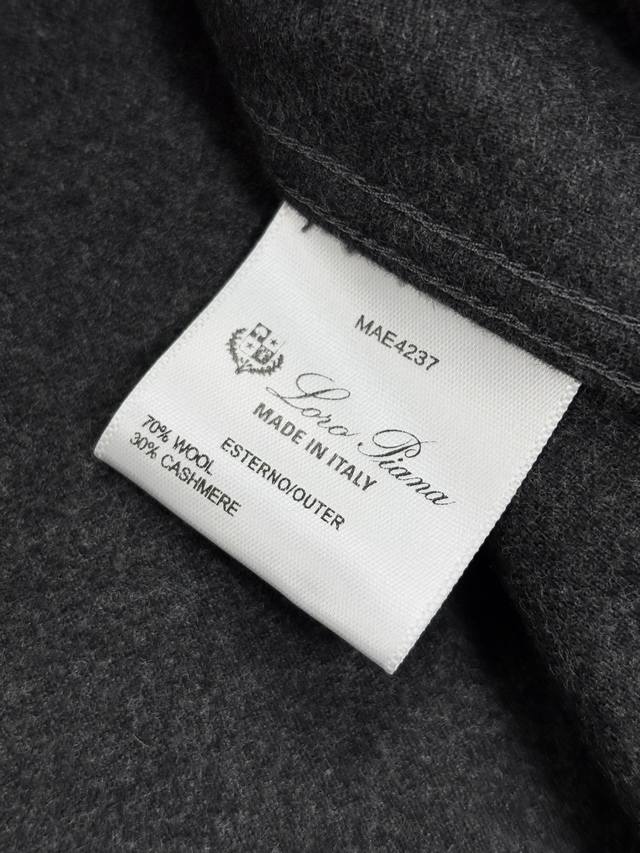 MAE4237
Loro Piana
MADE IN ITALY
ESTERNO/OUTER
70% WOOL
30% CASHMERE